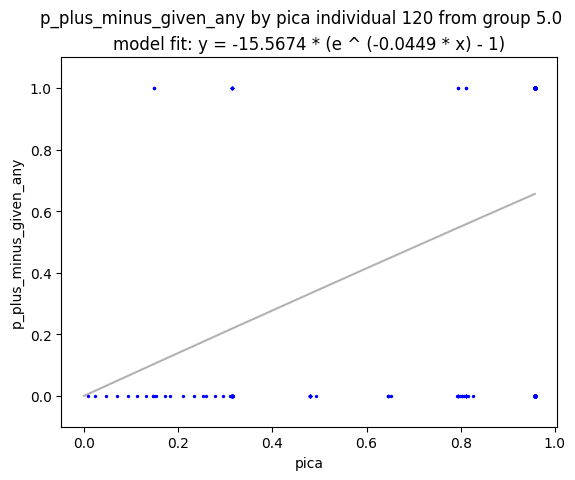 p_plus_minus_given_any by pica individual 120 from group 5.0
model fit: y = -15.5674 * (e ^ (-0.0449 * x) - 1)
1.0
0.8
0.6
0.4
0.2
0.0
p_plus_minus_given_any
0.0 0.2 0.4 0.6 0.8 1.0
pica